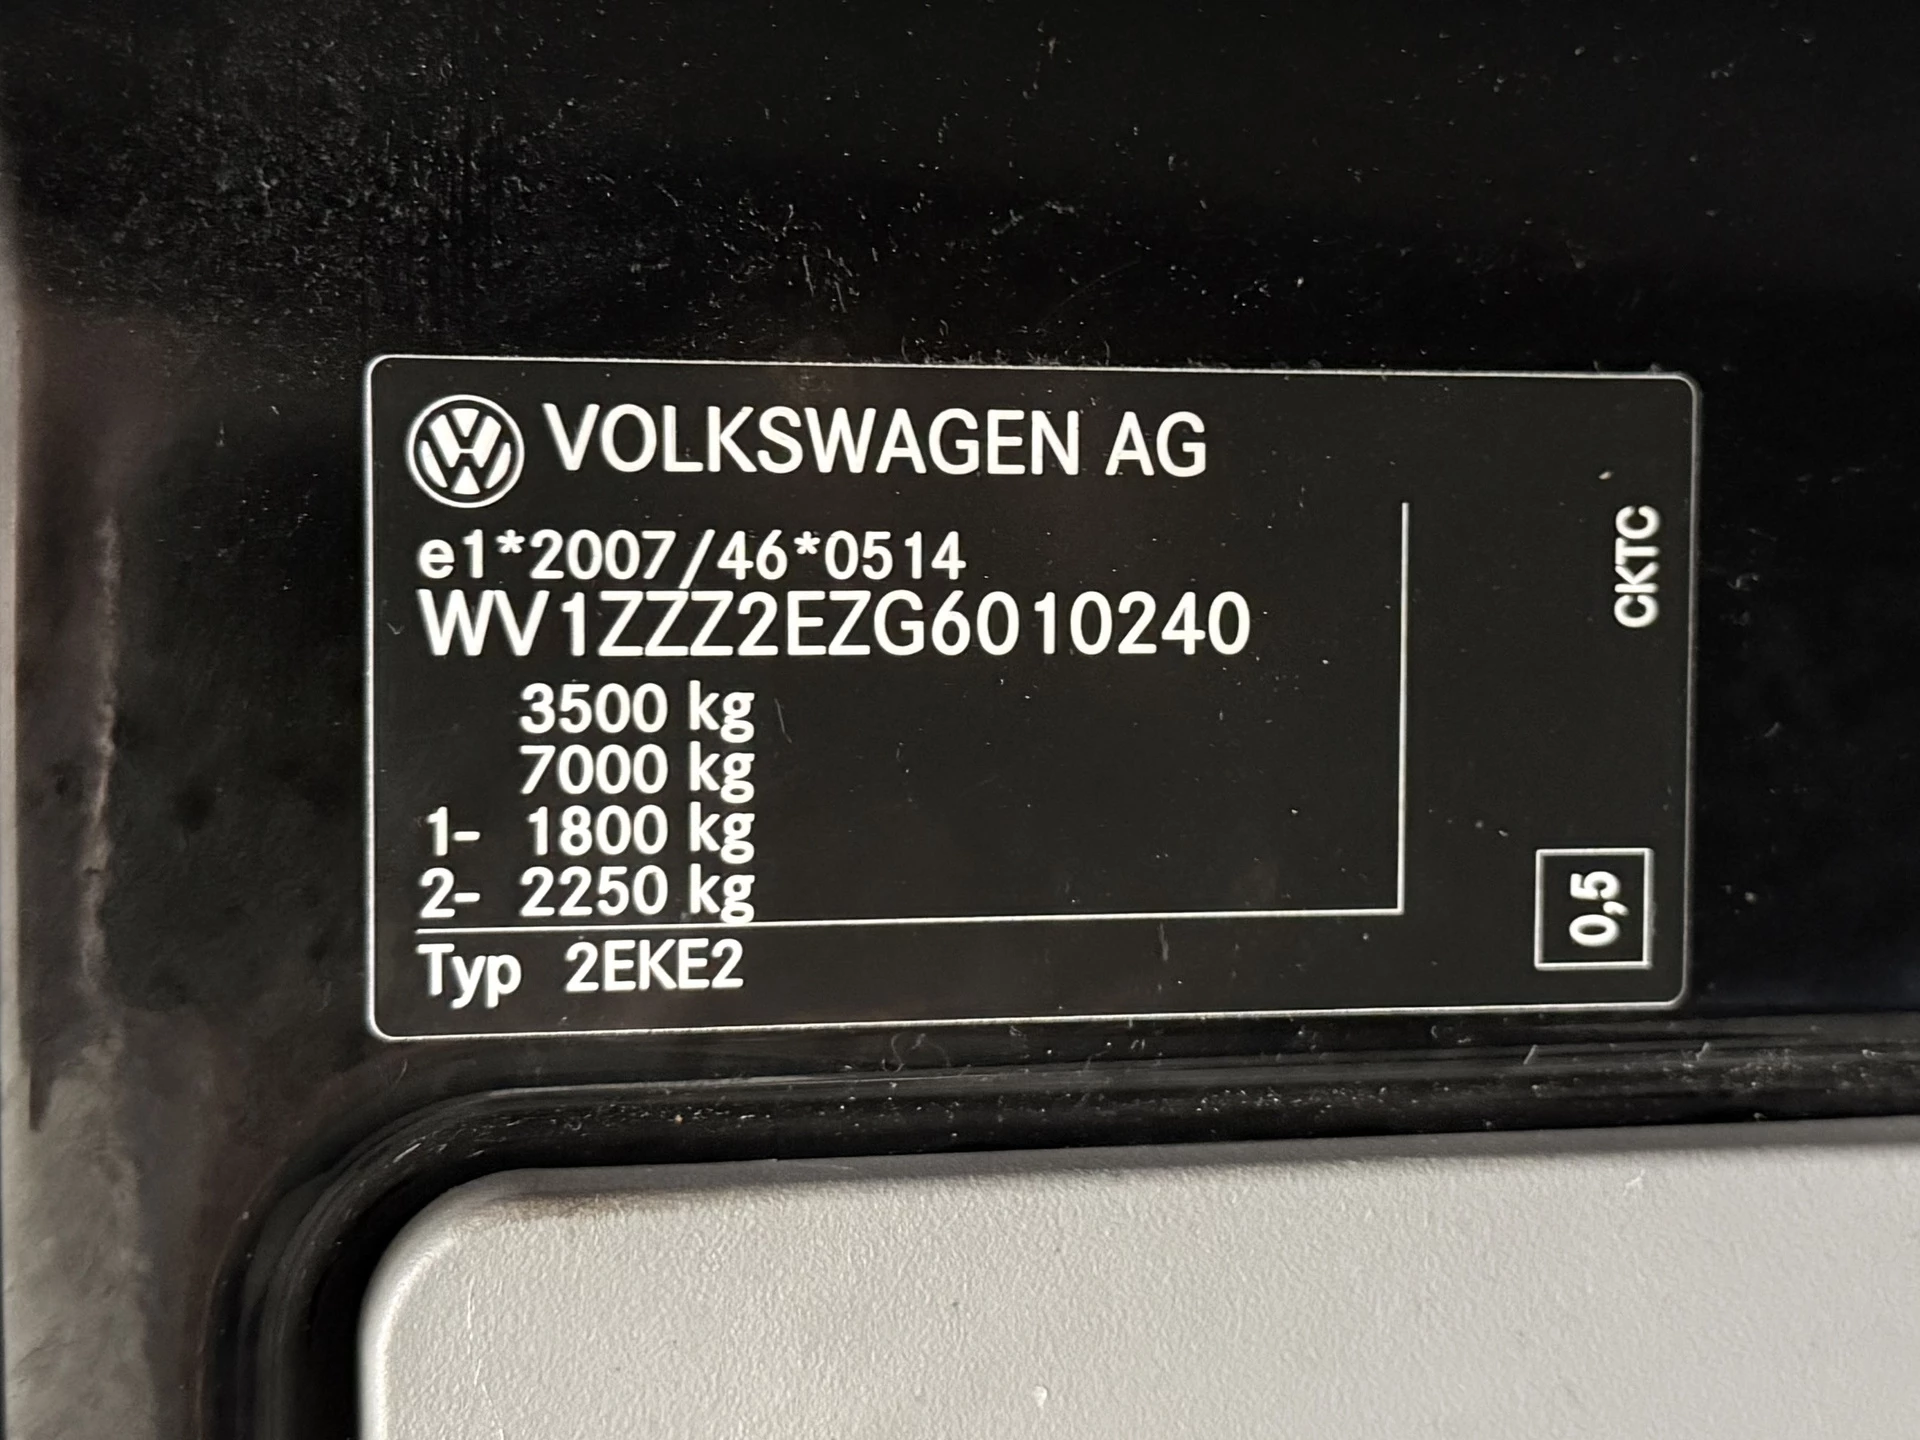 VOLKSWAGEN AG
e1*2007/46*0514
WV1ZZZ2EZG6010240
3500 kg
7000 kg
1- 1800 kg
2- 2250 kg
Typ 2EKE2
CKTC
0,5